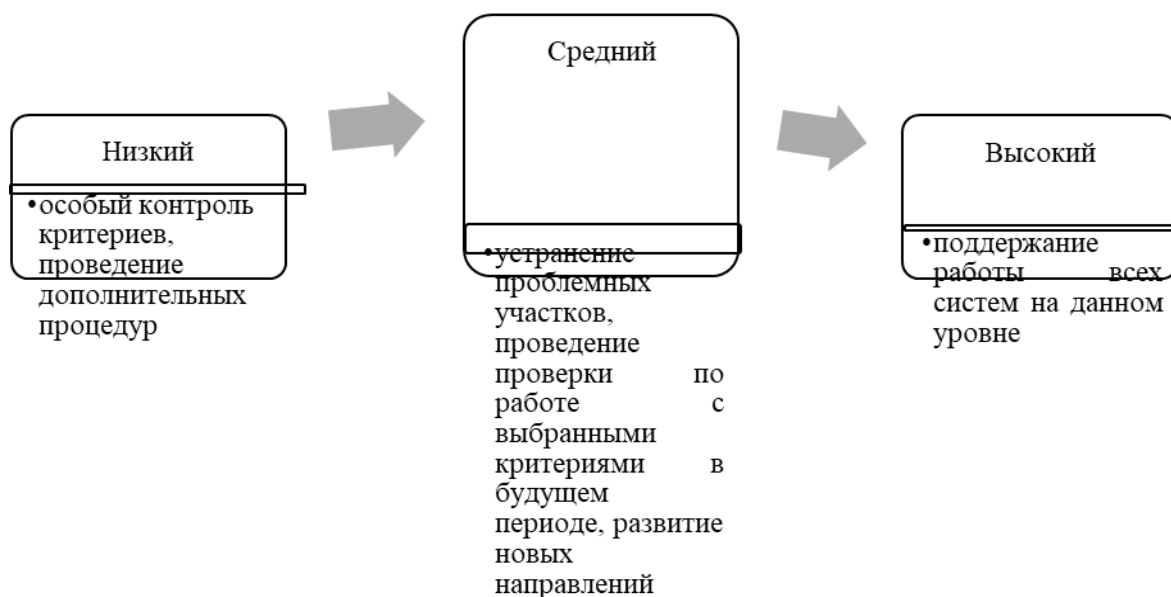 Низкий
•особый контроль
критериев,
проведение
дополнительных
процедур
Средний
•устранение
проблемных
участков,
проведение
проверки по
работе с
выбранными
критериями в
будущем
периоде, развитие
новых
направлений
Высокий
•поддержание
работы всех
систем на данном
уровне